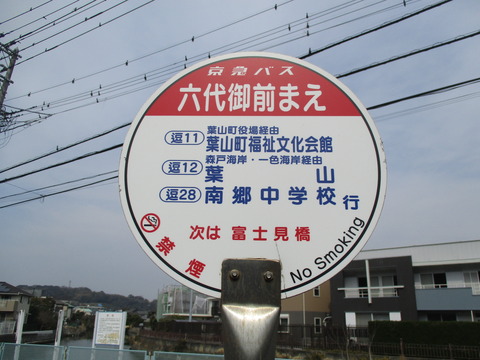 京急バス
六代御前まえ
葉山町役場経由
逗11 葉山町福祉文化会館
森戸海岸・一色海岸経由
逗12 葉山
逗28 南郷中学校 行
次は 富士見橋
禁煙
No Smoking